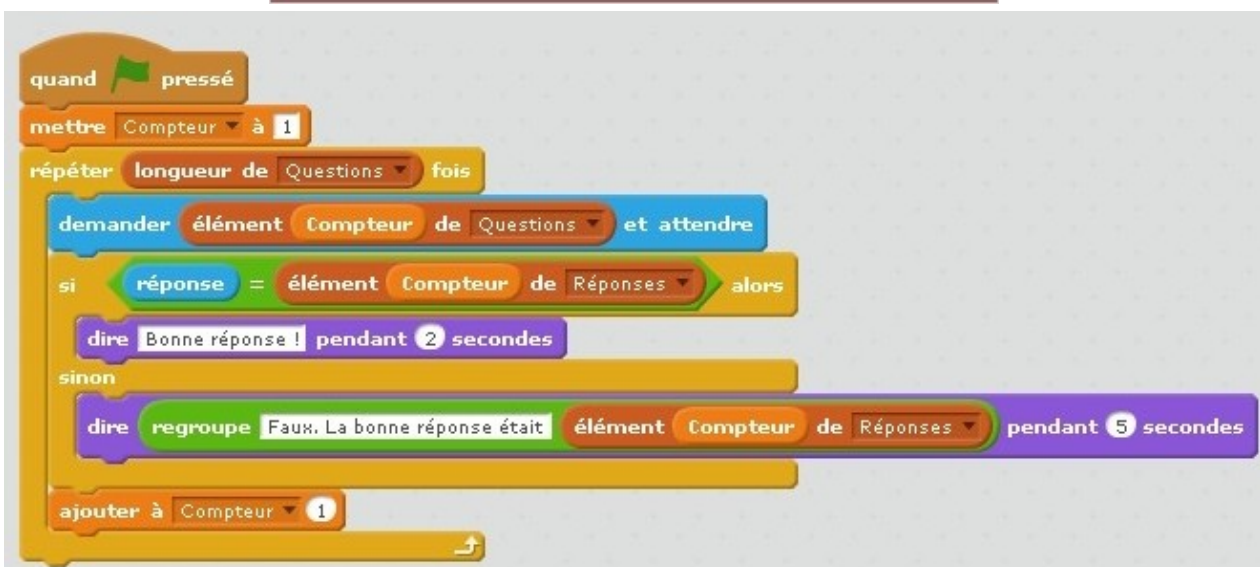 quand pressé
mettre Compteur à 1
répéter longueur de Questions fois
demander élément Compteur de Questions et attendre
si réponse = élément Compteur de Réponses alors
dire Bonne réponse ! pendant 2 secondes
sinon
dire regroupe Faux. La bonne réponse était élément Compteur de Réponses pendant 5 secondes
ajouter à Compteur 1